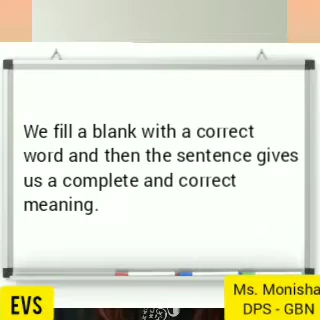 We fill a blank with a correct
word and then the sentence gives
us a complete and correct
meaning.
EVS
Ms. Monisha
DPS - GBN